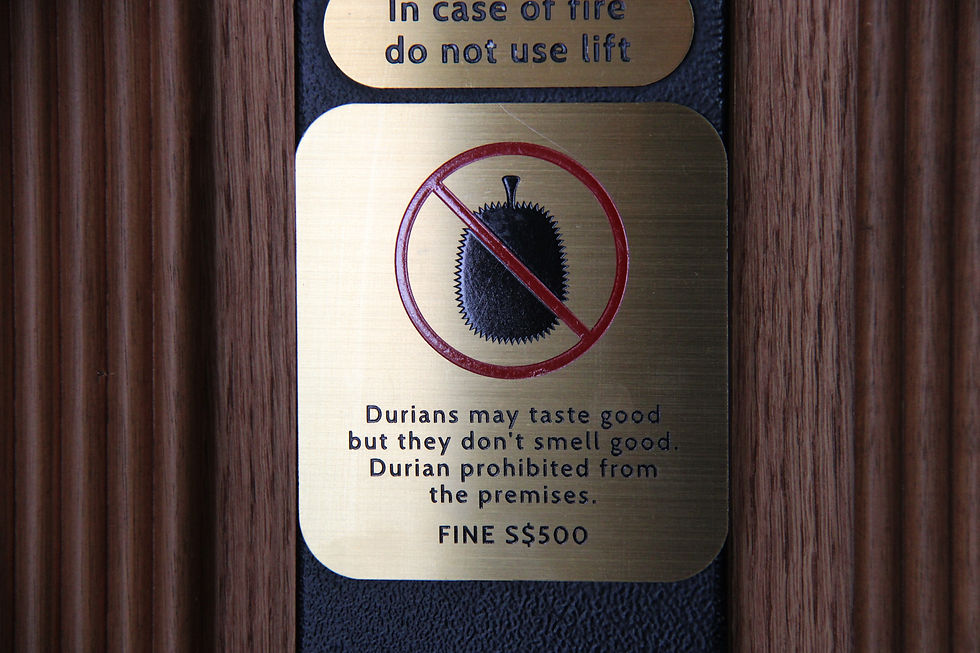 In case of fire
do not use lift
Durians may taste good
but they don't smell good.
Durian prohibited from
the premises.
FINE S$500